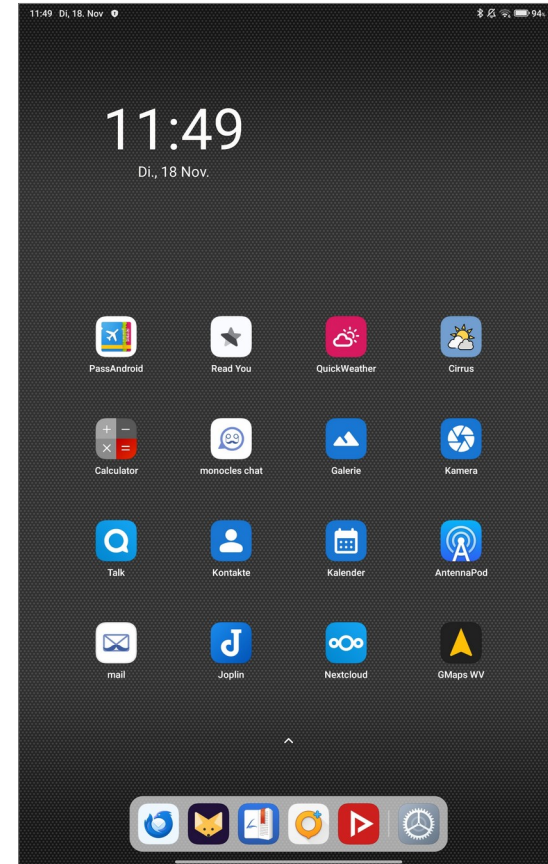 11:49 Di, 18. Nov
94%
11:49
Di., 18 Nov.
PassAndroid
Read You
QuickWeather
Cirrus
Calculator
monocles chat
Galerie
Kamera
Talk
Kontakte
Kalender
AntennaPod
mail
Joplin
Nextcloud
GMaps WV